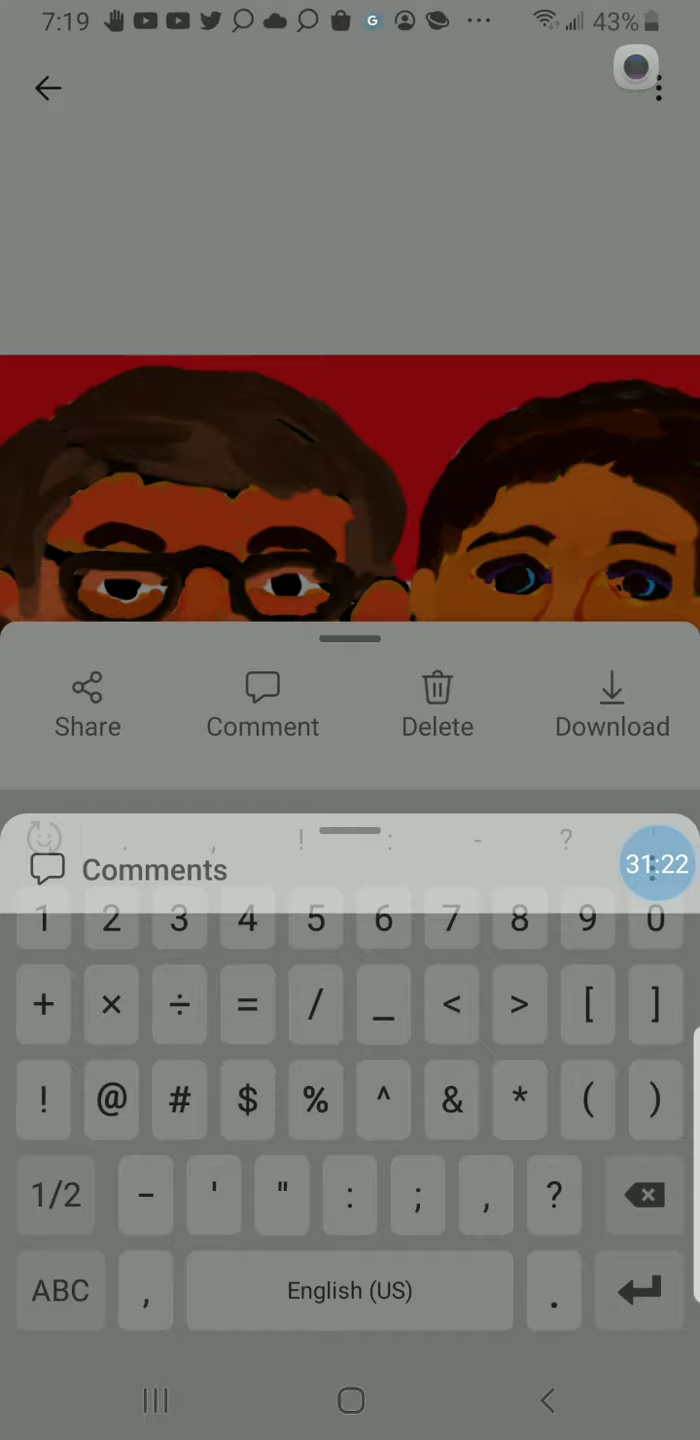 7:19 G 43%
Share Comment Delete Download
. , ! : - ? '
Comments 31:22
1 2 3 4 5 6 7 8 9 0
+ × ÷ = / _ < > [ ]
! @ # $ % ^ & * ( )
1/2 - ' " : ; , ?
ABC , English (US) .